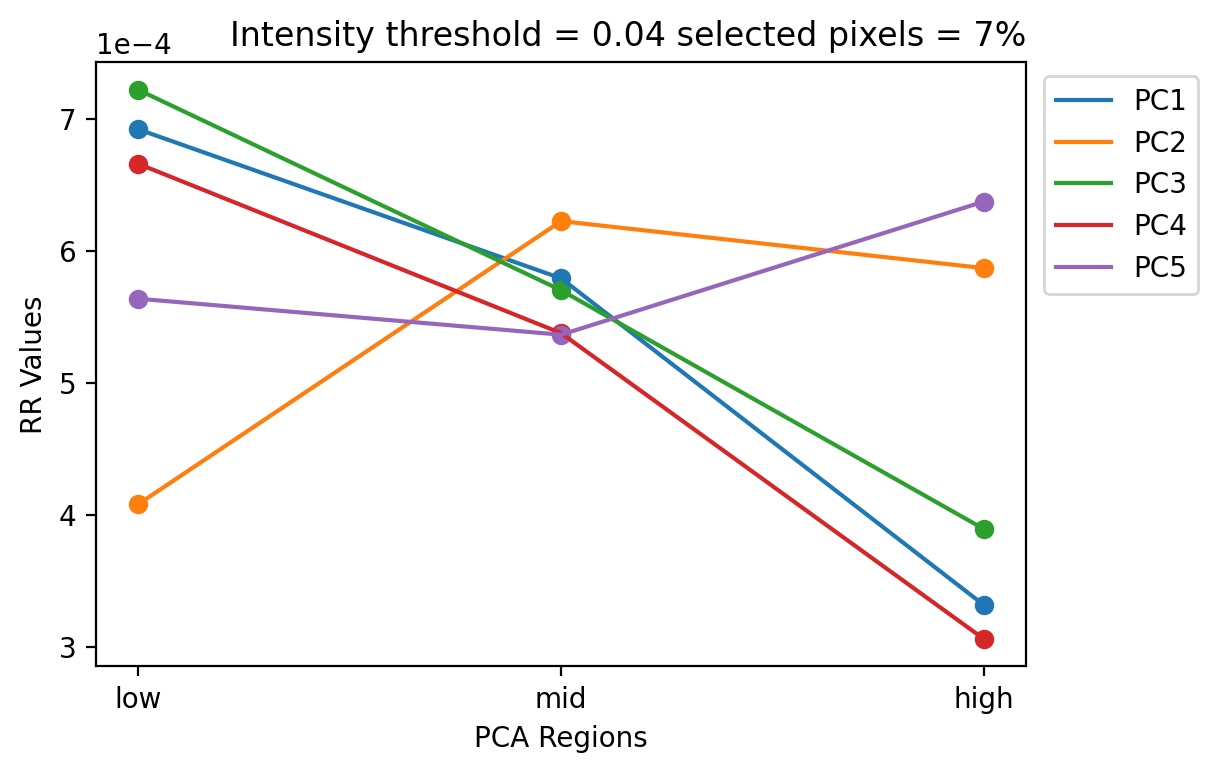 Intensity threshold = 0.04 selected pixels = 7%
1e−4
7
6
5
4
3
RR Values
low
mid
high
PCA Regions
PC1
PC2
PC3
PC4
PC5